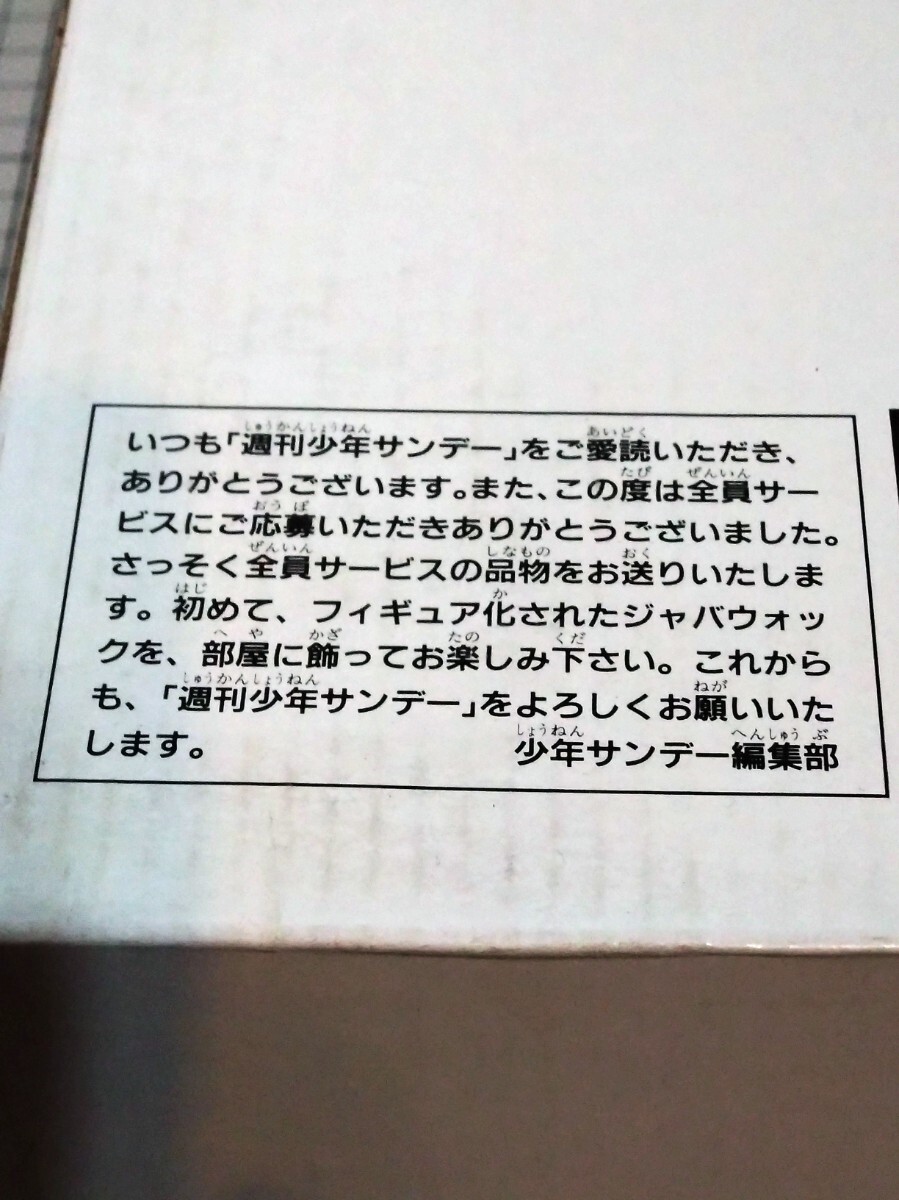 いつも「週刊少年サンデー」をご愛読いただき、
ありがとうございます。また、この度は全員サー
ビスにご応募いただきありがとうございました。
さっそく全員サービスの品物をお送りいたしま
す。初めて、フィギュア化されたジャバウォッ
クを、部屋に飾ってお楽しみ下さい。これから
も、「週刊少年サンデー」をよろしくお願いいた
します。 少年サンデー編集部